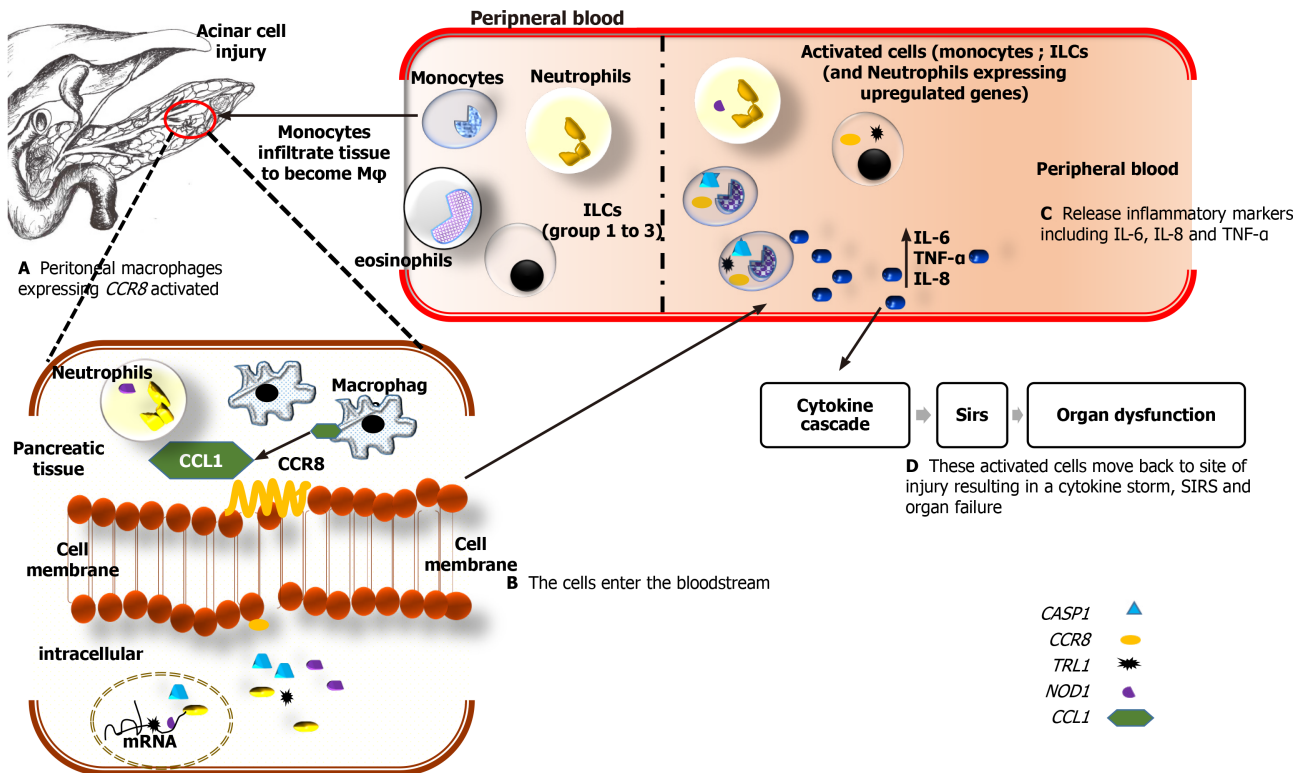 Peripneral blood
Acinar cell
injury
Monocytes
Neutrophils
Activated cells (monocytes ; ILCs
(and Neutrophils expressing
upregulated genes)
Monocytes
infiltrate tissue
to become Mφ
ILCs
(group 1 to 3)
eosinophils
Peripheral blood
C Release inflammatory markers
including IL-6, IL-8 and TNF-α
IL-6
TNF-α
IL-8
A Peritoneal macrophages
expressing CCR8 activated
Neutrophils
Macrophag
Pancreatic
tissue
CCL1
CCR8
Cell
membrane
Cell
membrane
B The cells enter the bloodstream
intracellular
mRNA
Cytokine
cascade
Sirs
Organ dysfunction
D These activated cells move back to site of
injury resulting in a cytokine storm, SIRS and
organ failure
CASP1
CCR8
TRL1
NOD1
CCL1